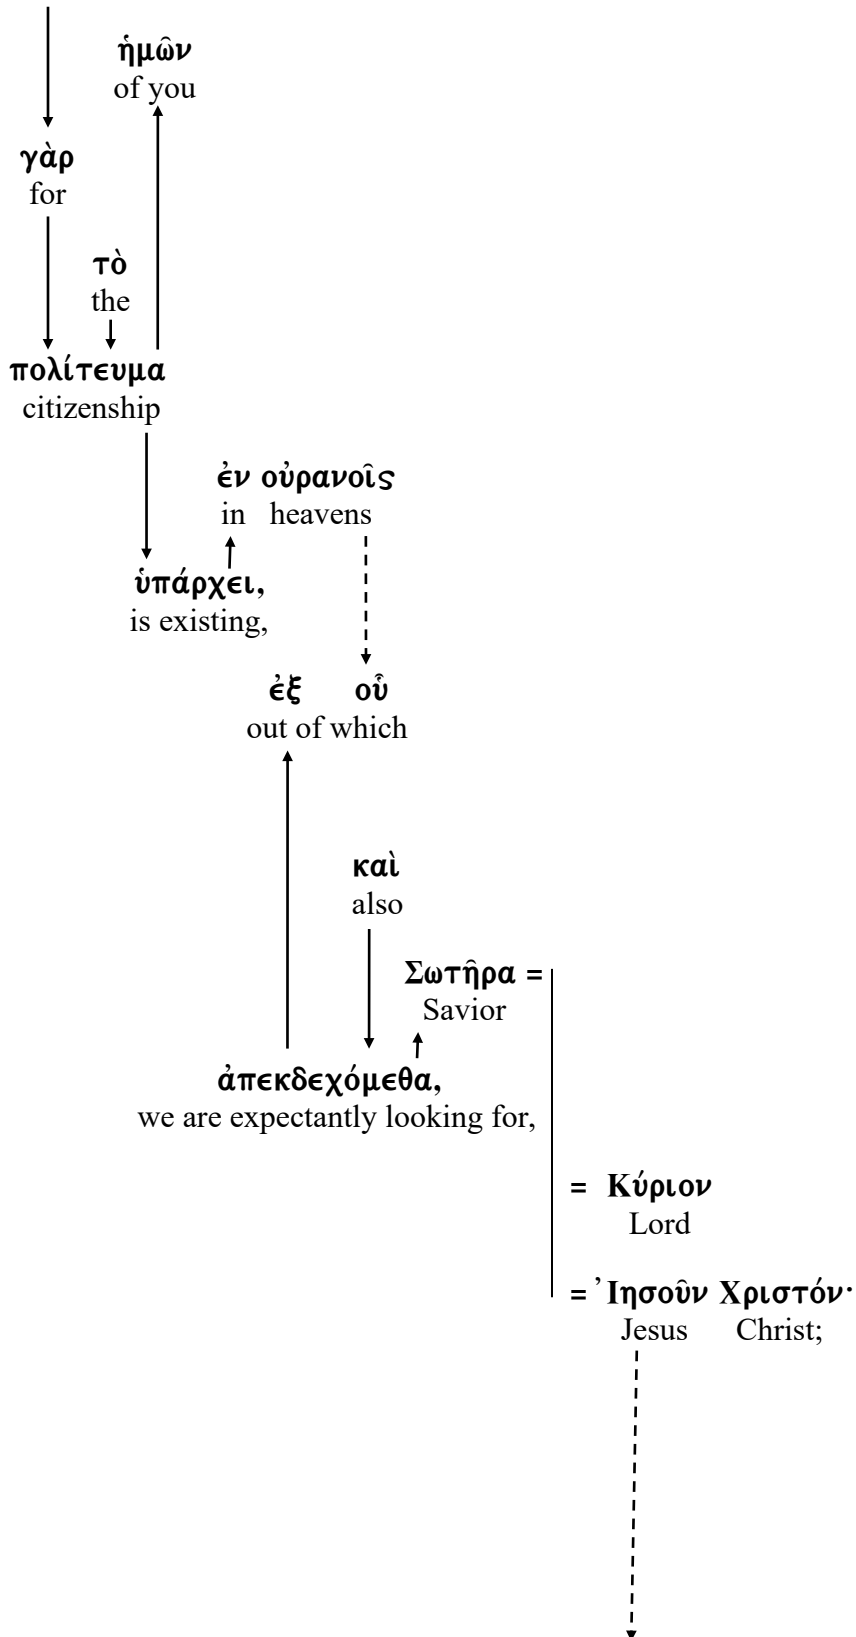 ἡμῶν
of you
γὰρ
for
τὸ
the
πολίτευμα
citizenship
ἐν οὐρανοῖς
in heavens
ὑπάρχει,
is existing,
ἐξ οὗ
out of which
καὶ
also
Σωτῆρα =
Savior
ἀπεκδεχόμεθα,
we are expectantly looking for,
= Κύριον
Lord
= Ἰησοῦν Χριστόν·
Jesus Christ;